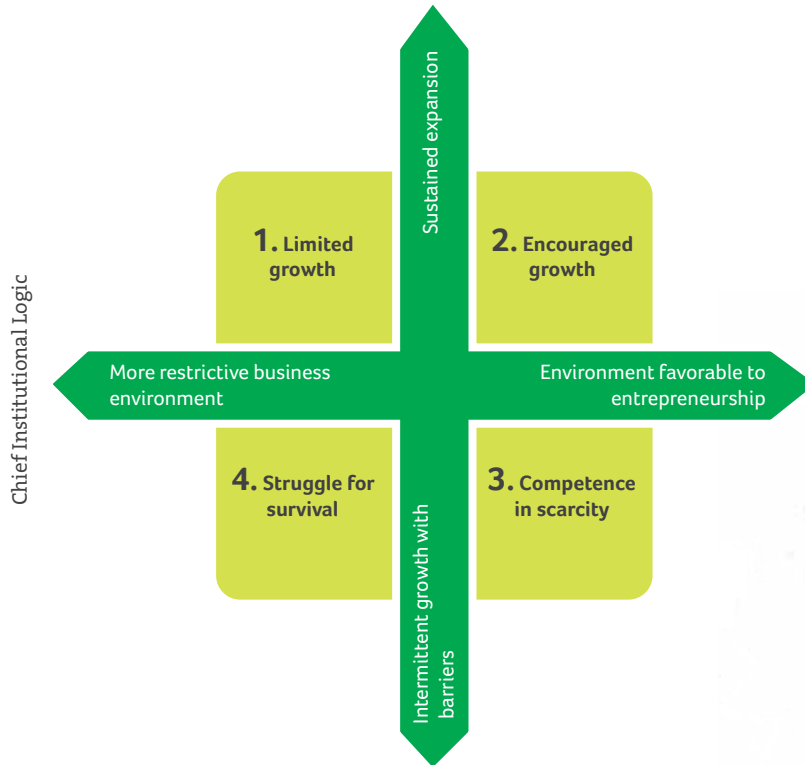 Chief Institutional Logic
Sustained expansion
1. Limited
growth
2. Encouraged
growth
More restrictive business
environment
Environment favorable to
entrepreneurship
4. Struggle for
survival
3. Competence
in scarcity
Intermittent growth with
barriers